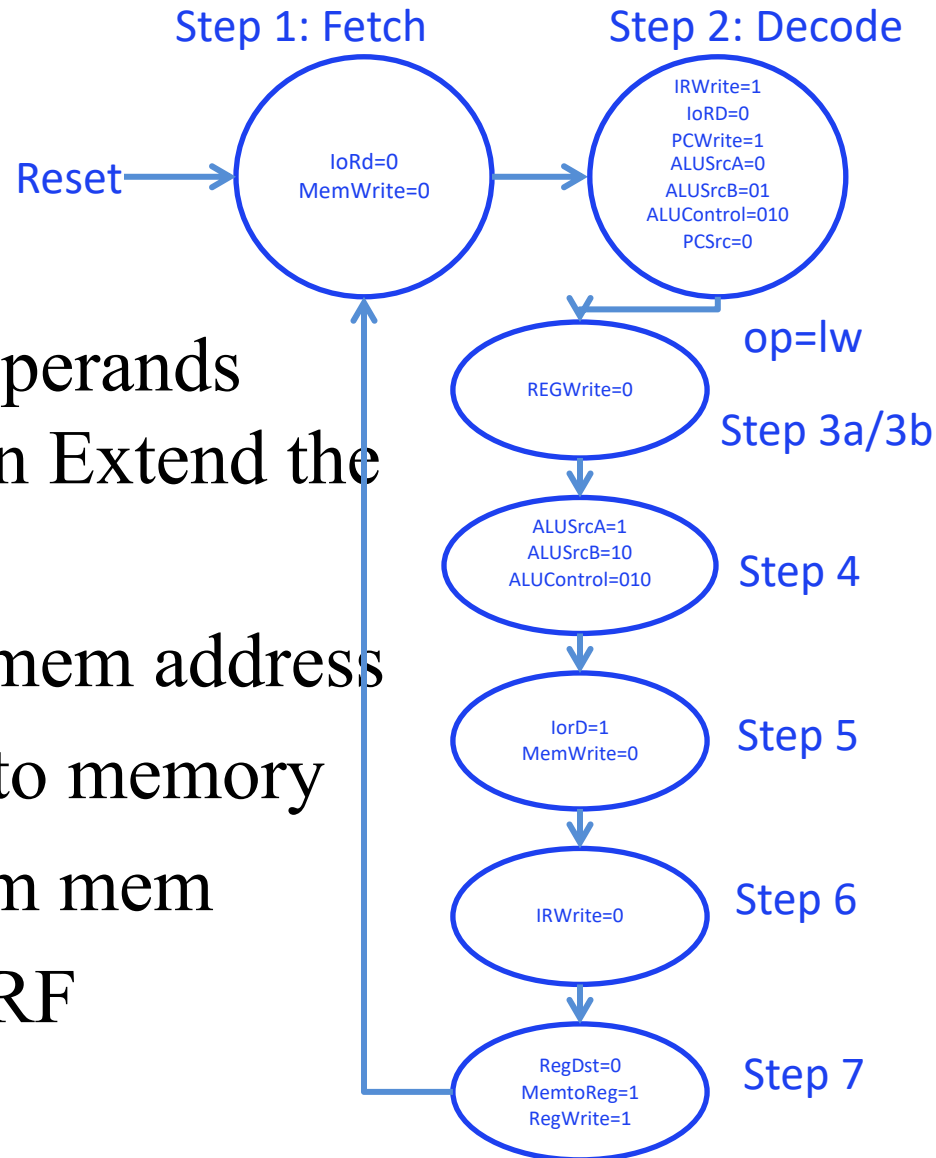 Step 1: Fetch
Step 2: Decode
Reset
IoRd=0
MemWrite=0
IRWrite=1
IoRD=0
PCWrite=1
ALUSrcA=0
ALUSrcB=01
ALUControl=010
PCSrc=0
op=lw
perands
n Extend the
REGWrite=0
Step 3a/3b
ALUSrcA=1
ALUSrcB=10
ALUControl=010
Step 4
mem address
to memory
IorD=1
MemWrite=0
Step 5
m mem
IRWrite=0
Step 6
RF
RegDst=0
MemtoReg=1
RegWrite=1
Step 7